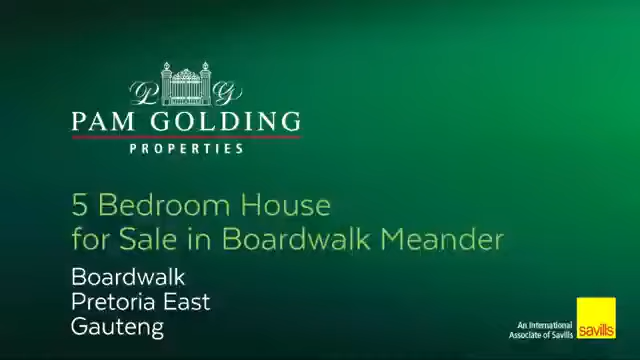 P G
PAM GOLDING
PROPERTIES
5 Bedroom House
for Sale in Boardwalk Meander
Boardwalk
Pretoria East
Gauteng
An International
Associate of Savills
savills